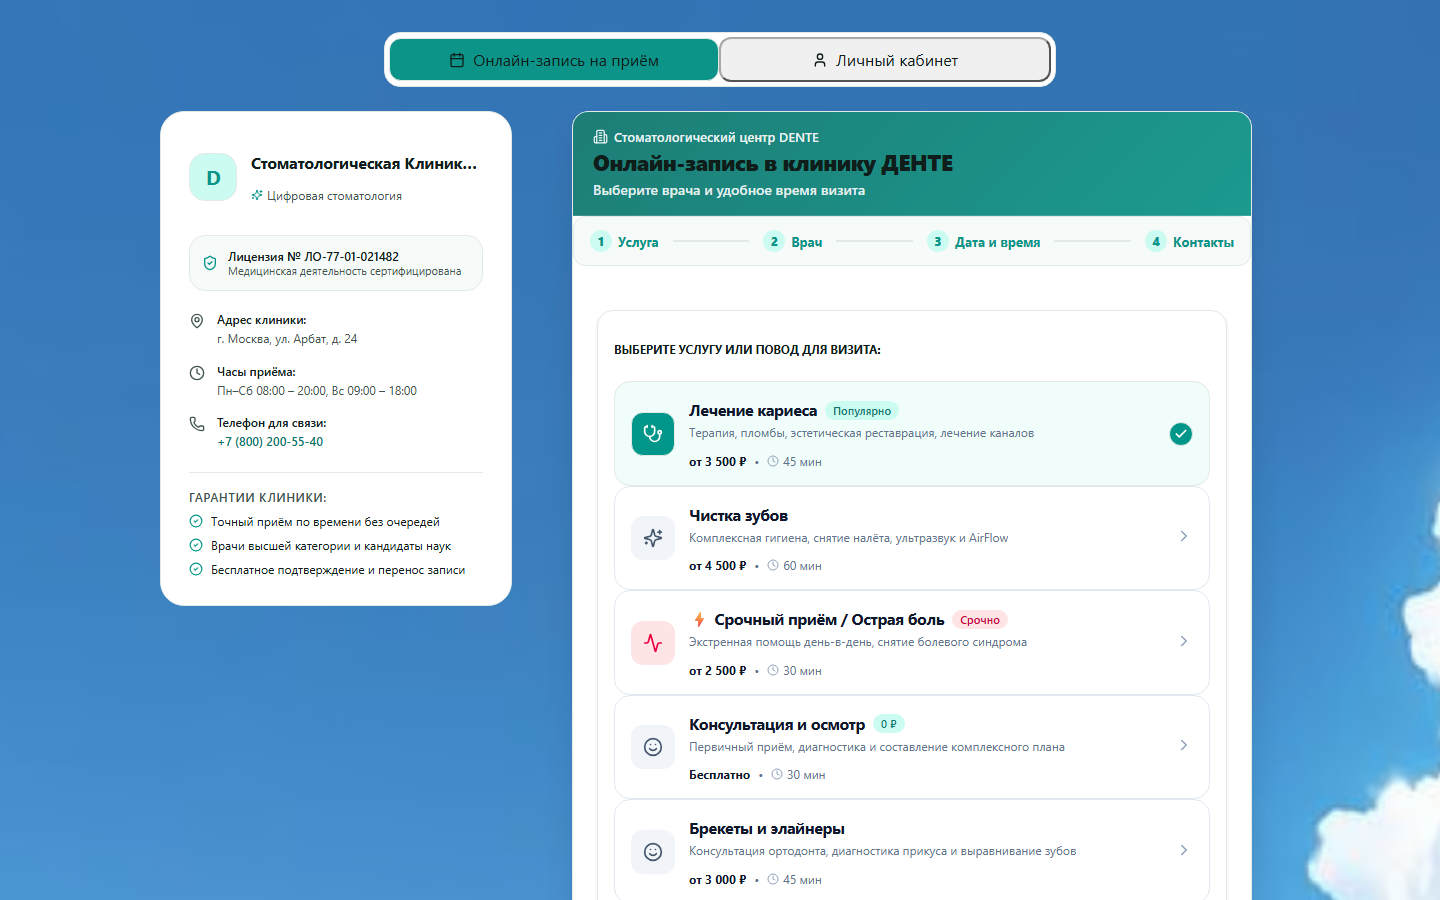 Онлайн-запись на приём
Личный кабинет
D
Стоматологическая Клиник...
Цифровая стоматология
Лицензия № ЛО-77-01-021482
Медицинская деятельность сертифицирована
Адрес клиники:
г. Москва, ул. Арбат, д. 24
Часы приёма:
Пн–Сб 08:00 – 20:00, Вс 09:00 – 18:00
Телефон для связи:
+7 (800) 200-55-40
ГАРАНТИИ КЛИНИКИ:
Точный приём по времени без очередей
Врачи высшей категории и кандидаты наук
Бесплатное подтверждение и перенос записи
Стоматологический центр DENTE
Онлайн-запись в клинику ДЕНТЕ
Выберите врача и удобное время визита
1 Услуга
2 Врач
3 Дата и время
4 Контакты
ВЫБЕРИТЕ УСЛУГУ ИЛИ ПОВОД ДЛЯ ВИЗИТА:
Лечение кариеса Популярно
Терапия, пломбы, эстетическая реставрация, лечение каналов
от 3 500 ₽ • 45 мин
Чистка зубов
Комплексная гигиена, снятие налёта, ультразвук и AirFlow
от 4 500 ₽ • 60 мин
Срочный приём / Острая боль Срочно
Экстренная помощь день-в-день, снятие болевого синдрома
от 2 500 ₽ • 30 мин
Консультация и осмотр 0 ₽
Первичный приём, диагностика и составление комплексного плана
Бесплатно • 30 мин
Брекеты и элайнеры
Консультация ортодонта, диагностика прикуса и выравнивание зубов
от 3 000 ₽ • 45 мин